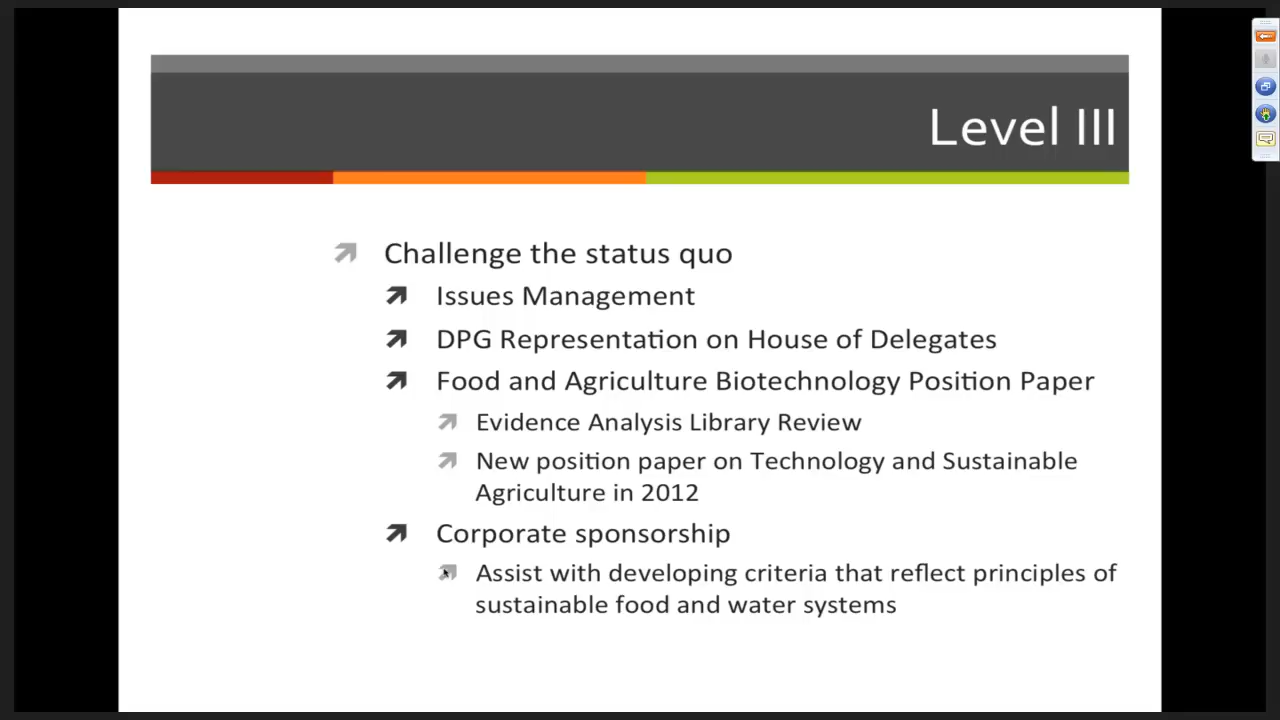 Level III
Challenge the status quo
Issues Management
DPG Representation on House of Delegates
Food and Agriculture Biotechnology Position Paper
Evidence Analysis Library Review
New position paper on Technology and Sustainable
Agriculture in 2012
Corporate sponsorship
Assist with developing criteria that reflect principles of
sustainable food and water systems